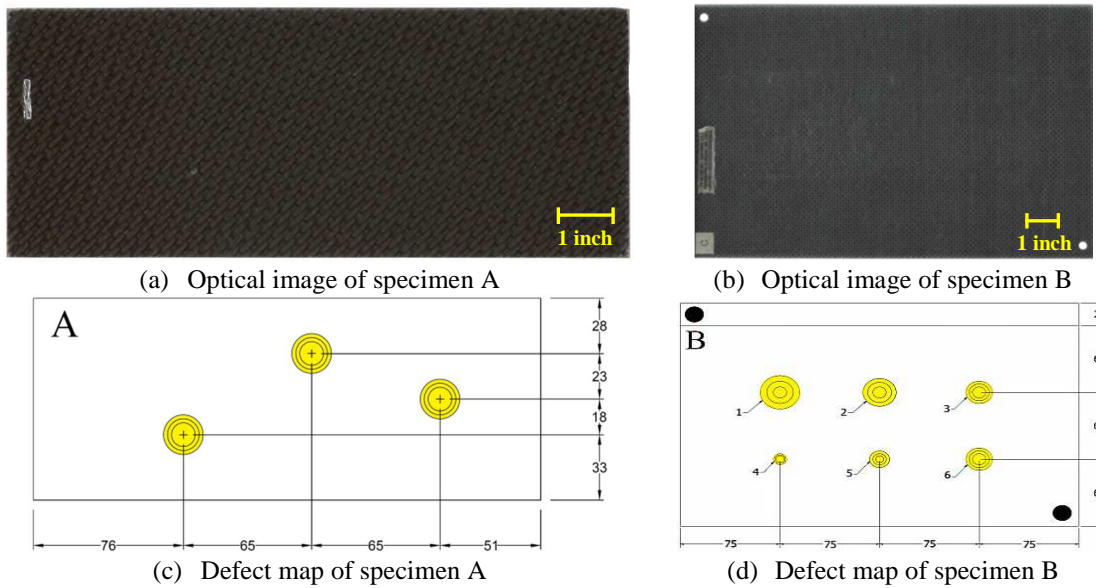 1 inch
1 inch
(a) Optical image of specimen A
(b) Optical image of specimen B
A
28
23
18
33
76
65
65
51
B
1
2
3
4
5
6
75
75
75
75
(c) Defect map of specimen A
(d) Defect map of specimen B